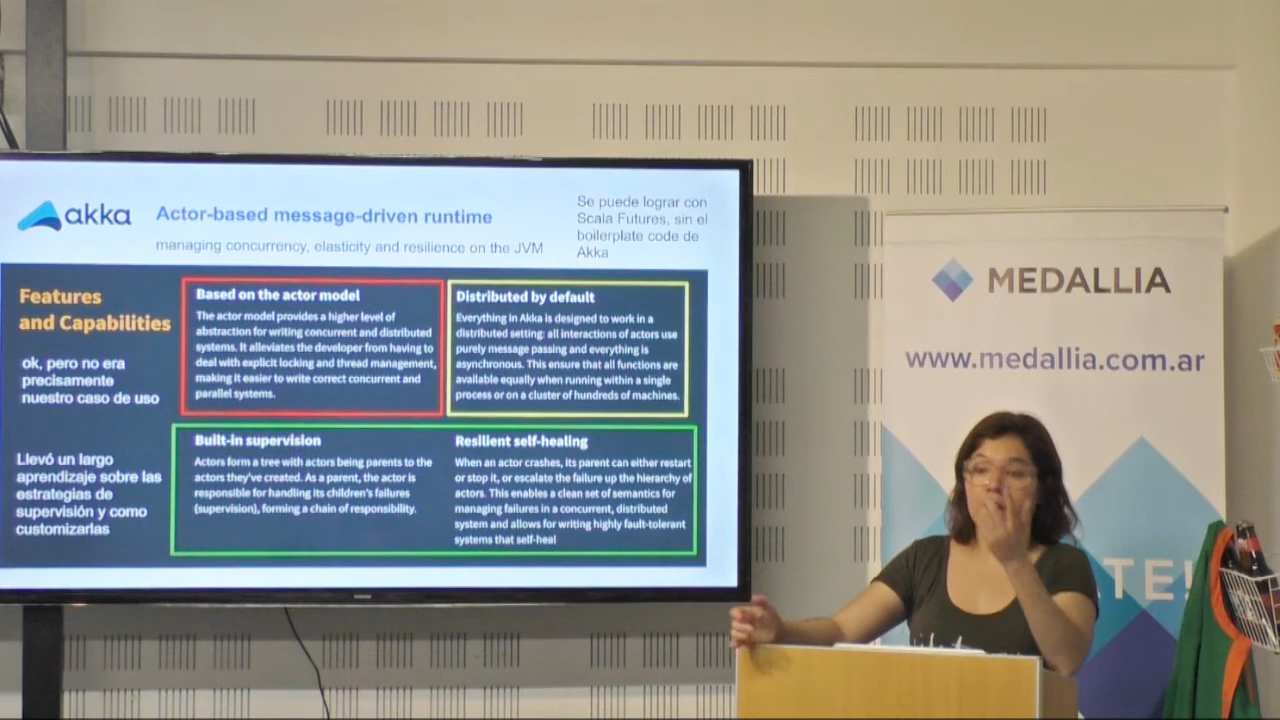 akka
Actor-based message-driven runtime
managing concurrency, elasticity and resilience on the JVM
Se puede lograr con
Scala Futures, sin el
boilerplate code de
Akka
Features
and Capabilities
ok, pero no era
precisamente
nuestro caso de uso
Based on the actor model
The actor model provides a higher level of
abstraction for writing concurrent and distributed
systems. It alleviates the developer from having to
deal with explicit locking and thread management,
making it easier to write correct concurrent and
parallel systems.
Distributed by default
Everything in Akka is designed to work in a
distributed setting: all interactions of actors use
purely message passing and everything is
asynchronous. This ensure that all functions are
available equally when running within a single
process or on a cluster of hundreds of machines.
Llevó un largo
aprendizaje sobre las
estrategias de
supervisión y como
customizarlas
Built-in supervision
Actors form a tree with actors being parents to the
actors they've created. As a parent, the actor is
responsible for handling its children's failures
(supervision), forming a chain of responsibility.
Resilient self-healing
When an actor crashes, its parent can either restart
or stop it, or escalate the failure up the hierarchy of
actors. This enables a clean set of semantics for
managing failures in a concurrent, distributed
system and allows for writing highly fault-tolerant
systems that self-heal
MEDALLIA
www.medallia.com.ar